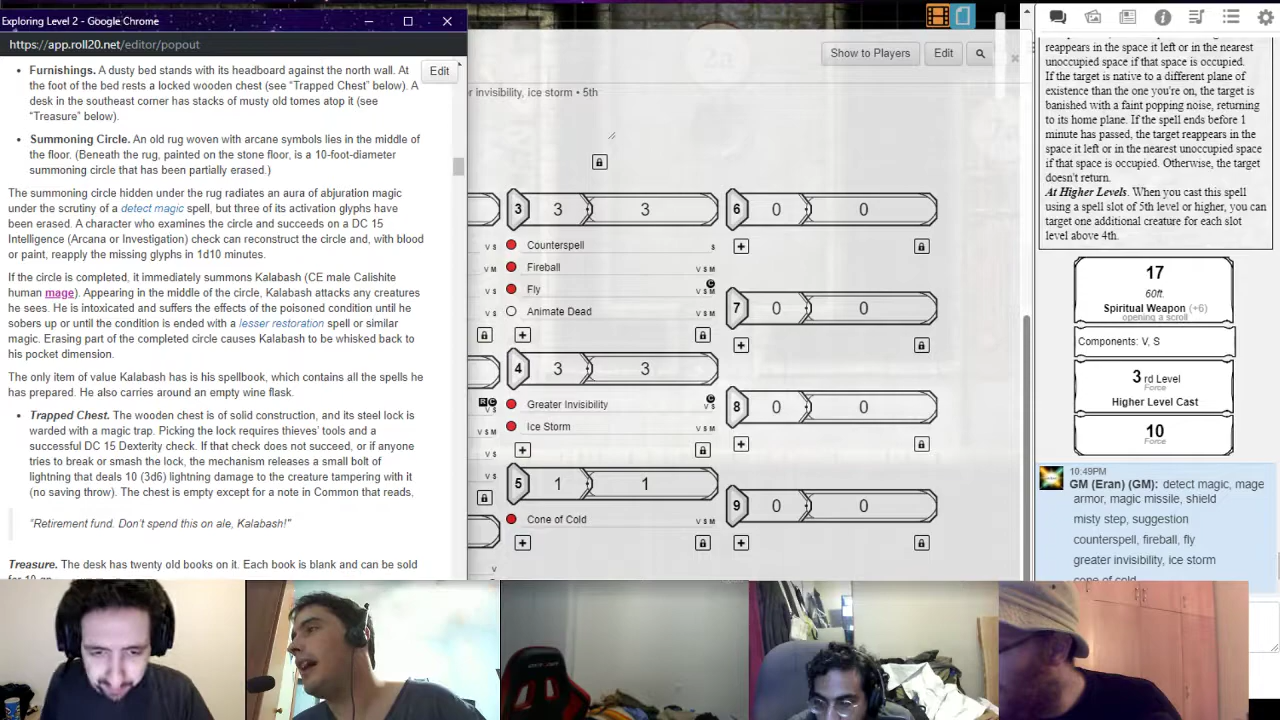 Exploring Level 2 - Google Chrome
https://app.roll20.net/editor/popout
Edit
• Furnishings. A dusty bed stands with its headboard against the north wall. At
the foot of the bed rests a locked wooden chest (see “Trapped Chest” below). A
desk in the southeast corner has stacks of musty old tomes atop it (see
“Treasure” below).
• Summoning Circle. An old rug woven with arcane symbols lies in the middle of
the floor. (Beneath the rug, painted on the stone floor, is a 10-foot-diameter
summoning circle that has been partially erased.)
The summoning circle hidden under the rug radiates an aura of abjuration magic
under the scrutiny of a detect magic spell, but three of its activation glyphs have
been erased. A character who examines the circle and succeeds on a DC 15
Intelligence (Arcana or Investigation) check can reconstruct the circle and, with blood
or paint, reapply the missing glyphs in 1d10 minutes.
If the circle is completed, it immediately summons Kalabash (CE male Calishite
human mage). Appearing in the middle of the circle, Kalabash attacks any creatures
he sees. He is intoxicated and suffers the effects of the poisoned condition until he
sobers up or until the condition is ended with a lesser restoration spell or similar
magic. Erasing part of the completed circle causes Kalabash to be whisked back to
his pocket dimension.
The only item of value Kalabash has is his spellbook, which contains all the spells he
has prepared. He also carries around an empty wine flask.
• Trapped Chest. The wooden chest is of solid construction, and its steel lock is
warded with a magic trap. Picking the lock requires thieves’ tools and a
successful DC 15 Dexterity check. If that check does not succeed, or if anyone
tries to break or smash the lock, the mechanism releases a small bolt of
lightning that deals 10 (3d6) lightning damage to the creature tampering with it
(no saving throw). The chest is empty except for a note in Common that reads,
“Retirement fund. Don’t spend this on ale, Kalabash!”
Treasure. The desk has twenty old books on it. Each book is blank and can be sold
2a
Show to Players
Edit
r invisibility, ice storm • 5th
3 3 3
Counterspell S
Fireball V S M
Fly C V S M
Animate Dead V S M
4 3 3
Greater Invisibility C V S
Ice Storm V S M
5 1 1
Cone of Cold V S M
V S
V M
V S
V S
R C
V S
V S M
V S
V
6 0 0
7 0 0
8 0 0
9 0 0
reappears in the space it left or in the nearest
unoccupied space if that space is occupied.
If the target is native to a different plane of
existence than the one you're on, the target is
banished with a faint popping noise, returning
to its home plane. If the spell ends before 1
minute has passed, the target reappears in the
space it left or in the nearest unoccupied space
if that space is occupied. Otherwise, the target
doesn't return.
At Higher Levels. When you cast this spell
using a spell slot of 5th level or higher, you can
target one additional creature for each slot
level above 4th.
17
60ft.
Spiritual Weapon (+6)
opening a scroll
Components: V, S
3 rd Level
Force
Higher Level Cast
10
Force
10:49PM
GM (Eran) (GM): detect magic, mage
armor, magic missile, shield
misty step, suggestion
counterspell, fireball, fly
greater invisibility, ice storm
cone of cold